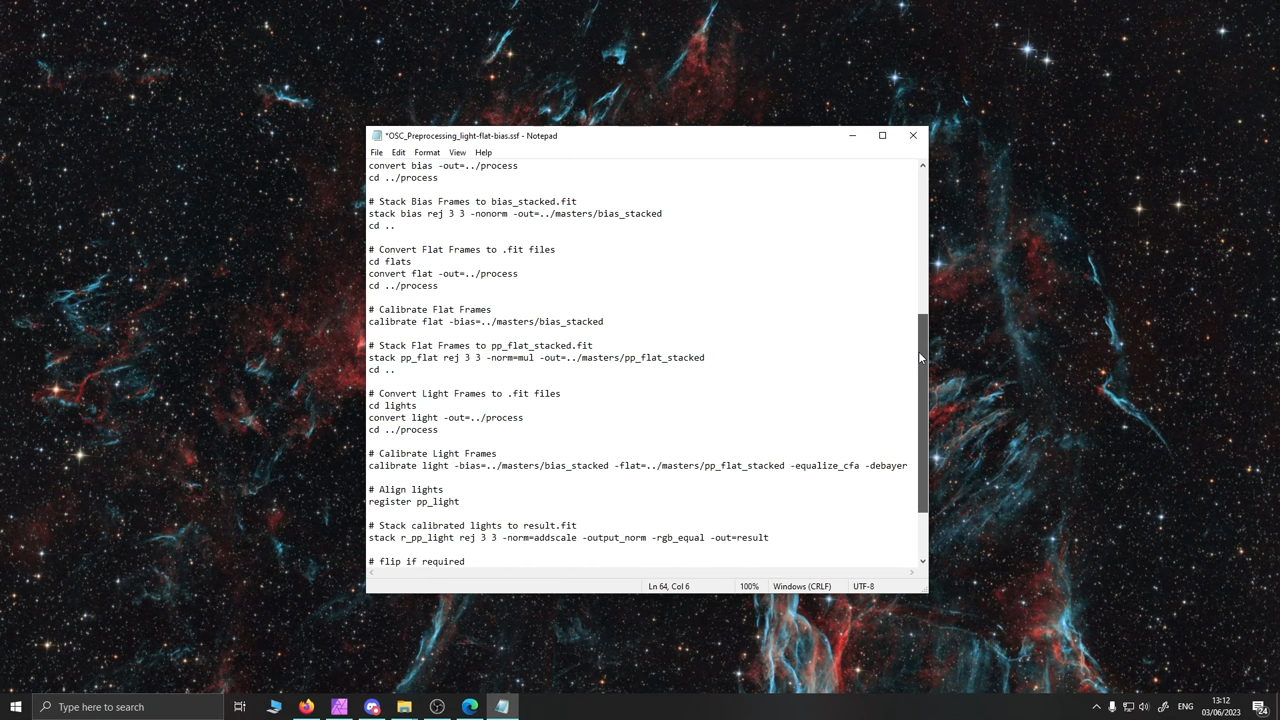 *OSC_Preprocessing_light-flat-bias.ssf - Notepad
File Edit Format View Help
convert bias -out=../process
cd ../process
# Stack Bias Frames to bias_stacked.fit
stack bias rej 3 3 -nonorm -out=../masters/bias_stacked
cd ..
# Convert Flat Frames to .fit files
cd flats
convert flat -out=../process
cd ../process
# Calibrate Flat Frames
calibrate flat -bias=../masters/bias_stacked
# Stack Flat Frames to pp_flat_stacked.fit
stack pp_flat rej 3 3 -norm=mul -out=../masters/pp_flat_stacked
cd ..
# Convert Light Frames to .fit files
cd lights
convert light -out=../process
cd ../process
# Calibrate Light Frames
calibrate light -bias=../masters/bias_stacked -flat=../masters/pp_flat_stacked -equalize_cfa -debayer
# Align lights
register pp_light
# Stack calibrated lights to result.fit
stack r_pp_light rej 3 3 -norm=addscale -output_norm -rgb_equal -out=result
# flip if required
Ln 64, Col 6 100% Windows (CRLF) UTF-8
Type here to search
ENG
13:12
03/06/2023
24